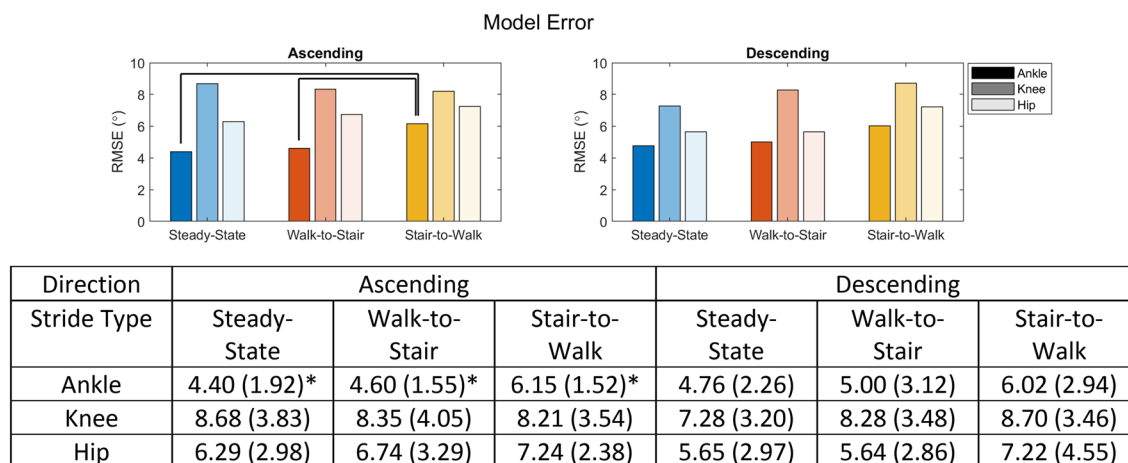 Model Error
Ascending
10
8
6
4
2
0
RMSE (°)
Steady-State Walk-to-Stair Stair-to-Walk
Descending
10
8
6
4
2
0
RMSE (°)
Steady-State Walk-to-Stair Stair-to-Walk
Ankle
Knee
Hip
Direction Ascending Descending
Stride Type Steady- Walk-to- Stair-to- Steady- Walk-to- Stair-to-
State Stair Walk State Stair Walk
Ankle 4.40 (1.92)* 4.60 (1.55)* 6.15 (1.52)* 4.76 (2.26) 5.00 (3.12) 6.02 (2.94)
Knee 8.68 (3.83) 8.35 (4.05) 8.21 (3.54) 7.28 (3.20) 8.28 (3.48) 8.70 (3.46)
Hip 6.29 (2.98) 6.74 (3.29) 7.24 (2.38) 5.65 (2.97) 5.64 (2.86) 7.22 (4.55)